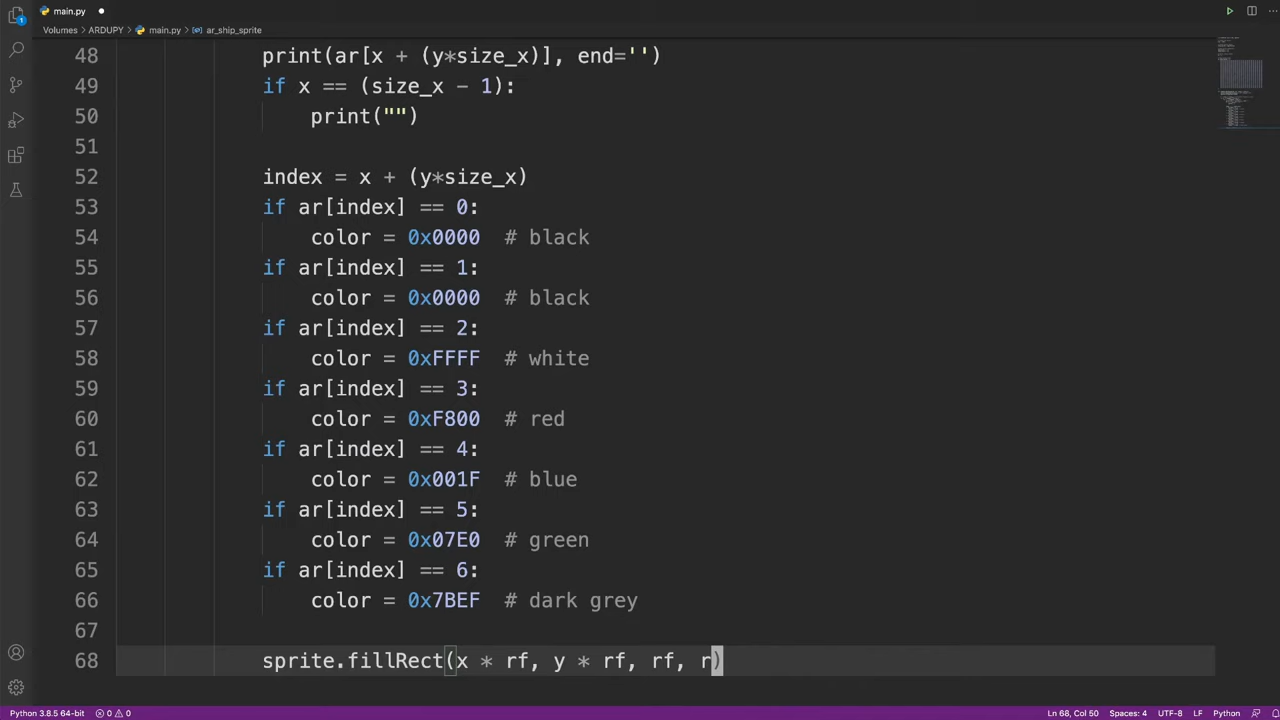 main.py
Volumes > ARDUPY > main.py > ar_ship_sprite
48 print(ar[x + (y*size_x)], end='')
49 if x == (size_x - 1):
50 print("")
51
52 index = x + (y*size_x)
53 if ar[index] == 0:
54 color = 0x0000 # black
55 if ar[index] == 1:
56 color = 0x0000 # black
57 if ar[index] == 2:
58 color = 0xFFFF # white
59 if ar[index] == 3:
60 color = 0xF800 # red
61 if ar[index] == 4:
62 color = 0x001F # blue
63 if ar[index] == 5:
64 color = 0x07E0 # green
65 if ar[index] == 6:
66 color = 0x7BEF # dark grey
67
68 sprite.fillRect(x * rf, y * rf, rf, r)
Python 3.8.5 64-bit 0 0 Ln 68, Col 50 Spaces: 4 UTF-8 LF Python